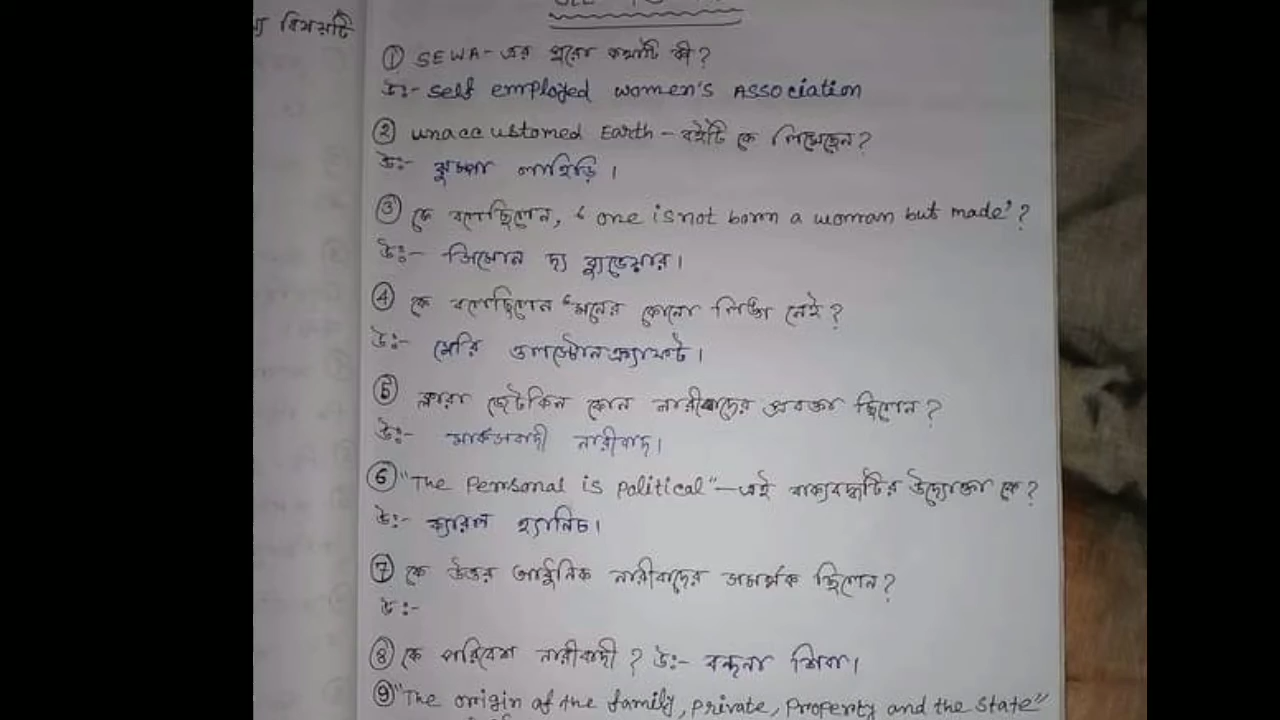 বিষয়টি
① SEWA- এর পুরো কথাটি কী?
উঃ- Self employed women's Association
② unaccustomed Earth - বইটি কে লিখেছেন?
উঃ- ঝুম্পা লাহিড়ি।
③ কে বলেছিলেন, ‘one is not born a woman but made’?
উঃ- সিমোন দ্য ব্যুভেয়ার।
④ কে বলেছিলেন ‘মনের কোনো লিঙ্গ নেই?
উঃ- মেরি ওলস্টোনক্র্যাফট।
⑤ ক্লারা জেটকিন কোন নারীবাদের প্রবক্তা ছিলেন?
উঃ- মার্কসবাদী নারীবাদ।
⑥ "The Personal is Political" - এই বাক্যবন্ধটির উদ্যোক্তা কে?
উঃ- ক্যারল হ্যানিচ।
⑦ কে উত্তর আধুনিক নারীবাদের সমর্থক ছিলেন?
উঃ-
⑧ কে পরিবেশ নারীবাদী? উঃ- বন্দনা শিবা।
⑨ "The origin of the family, private, Property and the State"